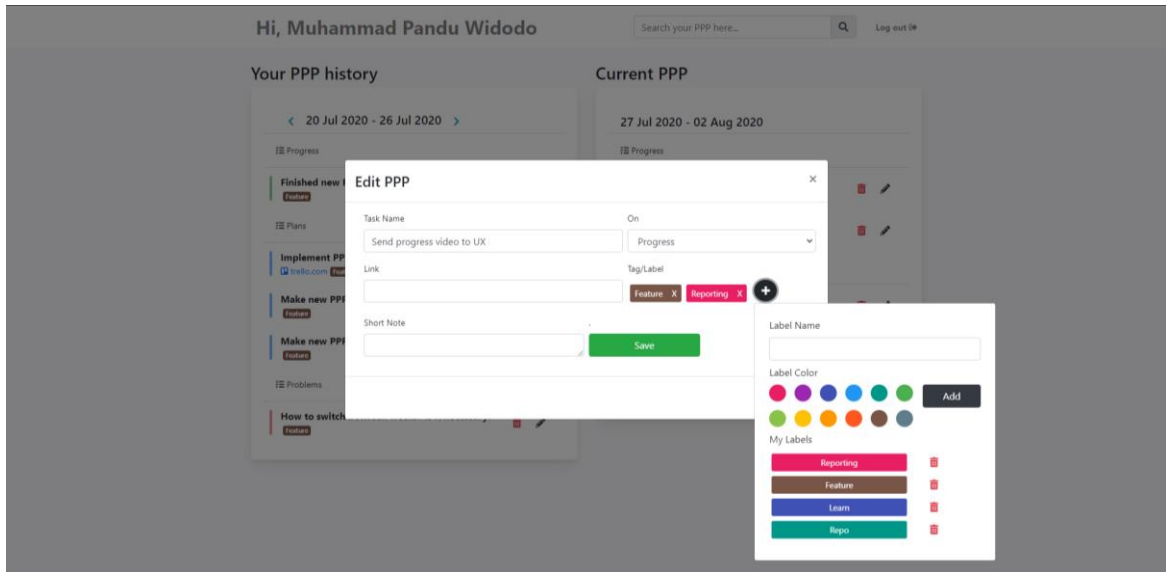 Hi, Muhammad Pandu Widodo
Search your PPP here...
Log out
Your PPP history
Current PPP
20 Jul 2020 - 26 Jul 2020
27 Jul 2020 - 02 Aug 2020
Progress
Progress
Finished new
Feature
Plans
Implement PP
trello.com
Make new PPP
Feature
Make new PPP
Feature
Problems
How to switch
Feature
Edit PPP
×
Task Name
On
Send progress video to UX
Progress
Link
Tag/Label
Feature X
Reporting X
+
Short Note
Save
Label Name
Label Color
Add
My Labels
Reporting
Feature
Learn
Repo